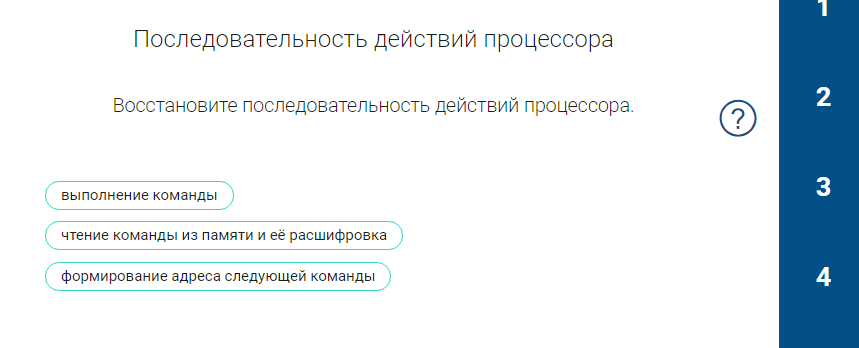 1
Последовательность действий процессора
2
Восстановите последовательность действий процессора.
?
3
выполнение команды
чтение команды из памяти и её расшифровка
формирование адреса следующей команды
4